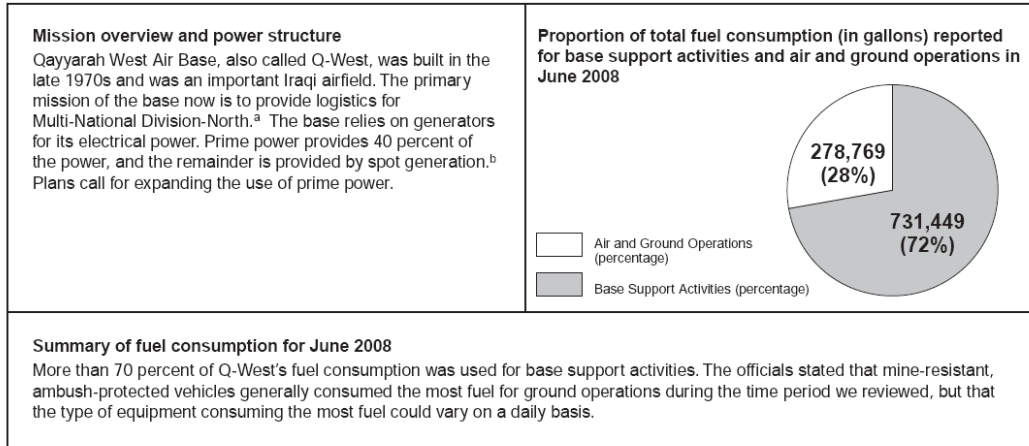 Mission overview and power structure
Qayyarah West Air Base, also called Q-West, was built in the
late 1970s and was an important Iraqi airfield. The primary
mission of the base now is to provide logistics for
Multi-National Division-North.a The base relies on generators
for its electrical power. Prime power provides 40 percent of
the power, and the remainder is provided by spot generation.b
Plans call for expanding the use of prime power.
Proportion of total fuel consumption (in gallons) reported
for base support activities and air and ground operations in
June 2008
278,769
(28%)
731,449
(72%)
Air and Ground Operations
(percentage)
Base Support Activities (percentage)
Summary of fuel consumption for June 2008
More than 70 percent of Q-West's fuel consumption was used for base support activities. The officials stated that mine-resistant,
ambush-protected vehicles generally consumed the most fuel for ground operations during the time period we reviewed, but that
the type of equipment consuming the most fuel could vary on a daily basis.